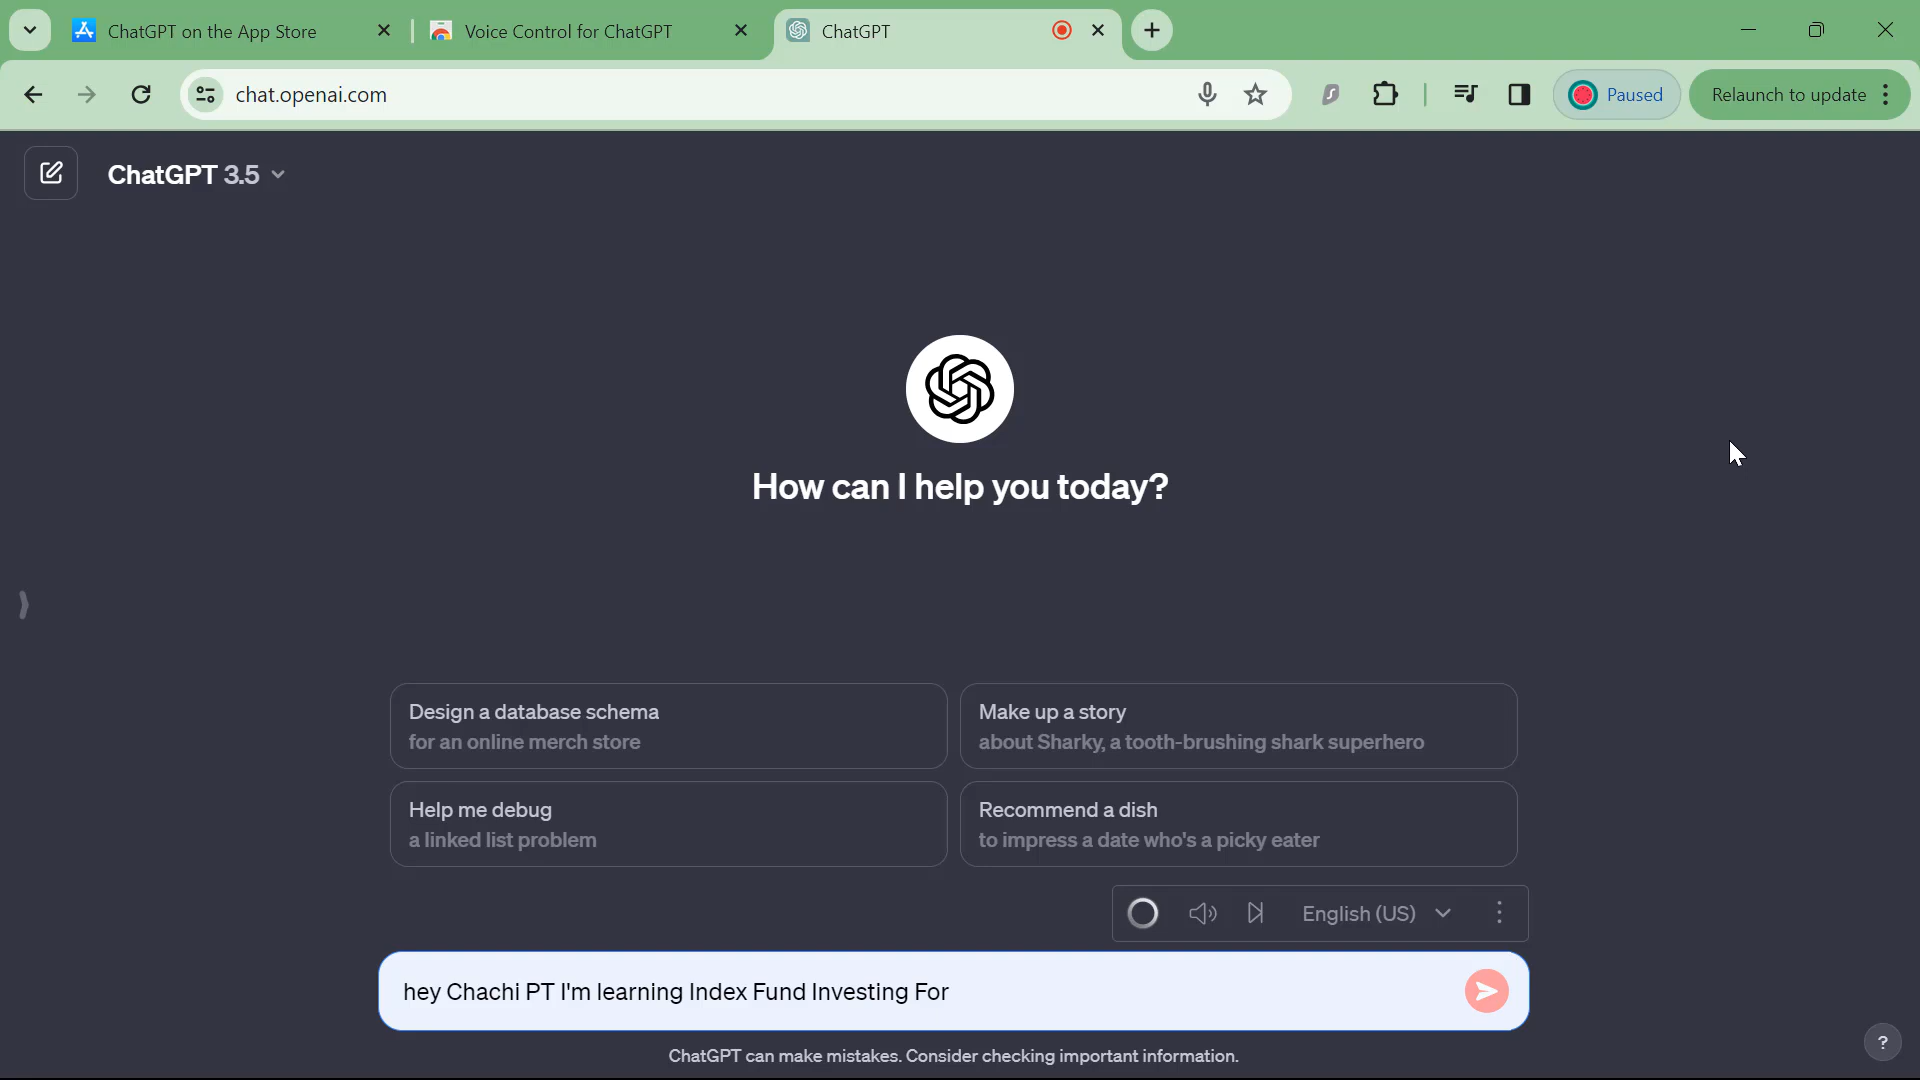 ChatGPT on the App Store
Voice Control for ChatGPT
ChatGPT
chat.openai.com
Paused
Relaunch to update
ChatGPT 3.5
How can I help you today?
Design a database schema
for an online merch store
Make up a story
about Sharky, a tooth-brushing shark superhero
Help me debug
a linked list problem
Recommend a dish
to impress a date who's a picky eater
English (US)
hey Chachi PT I'm learning Index Fund Investing For
ChatGPT can make mistakes. Consider checking important information.
?